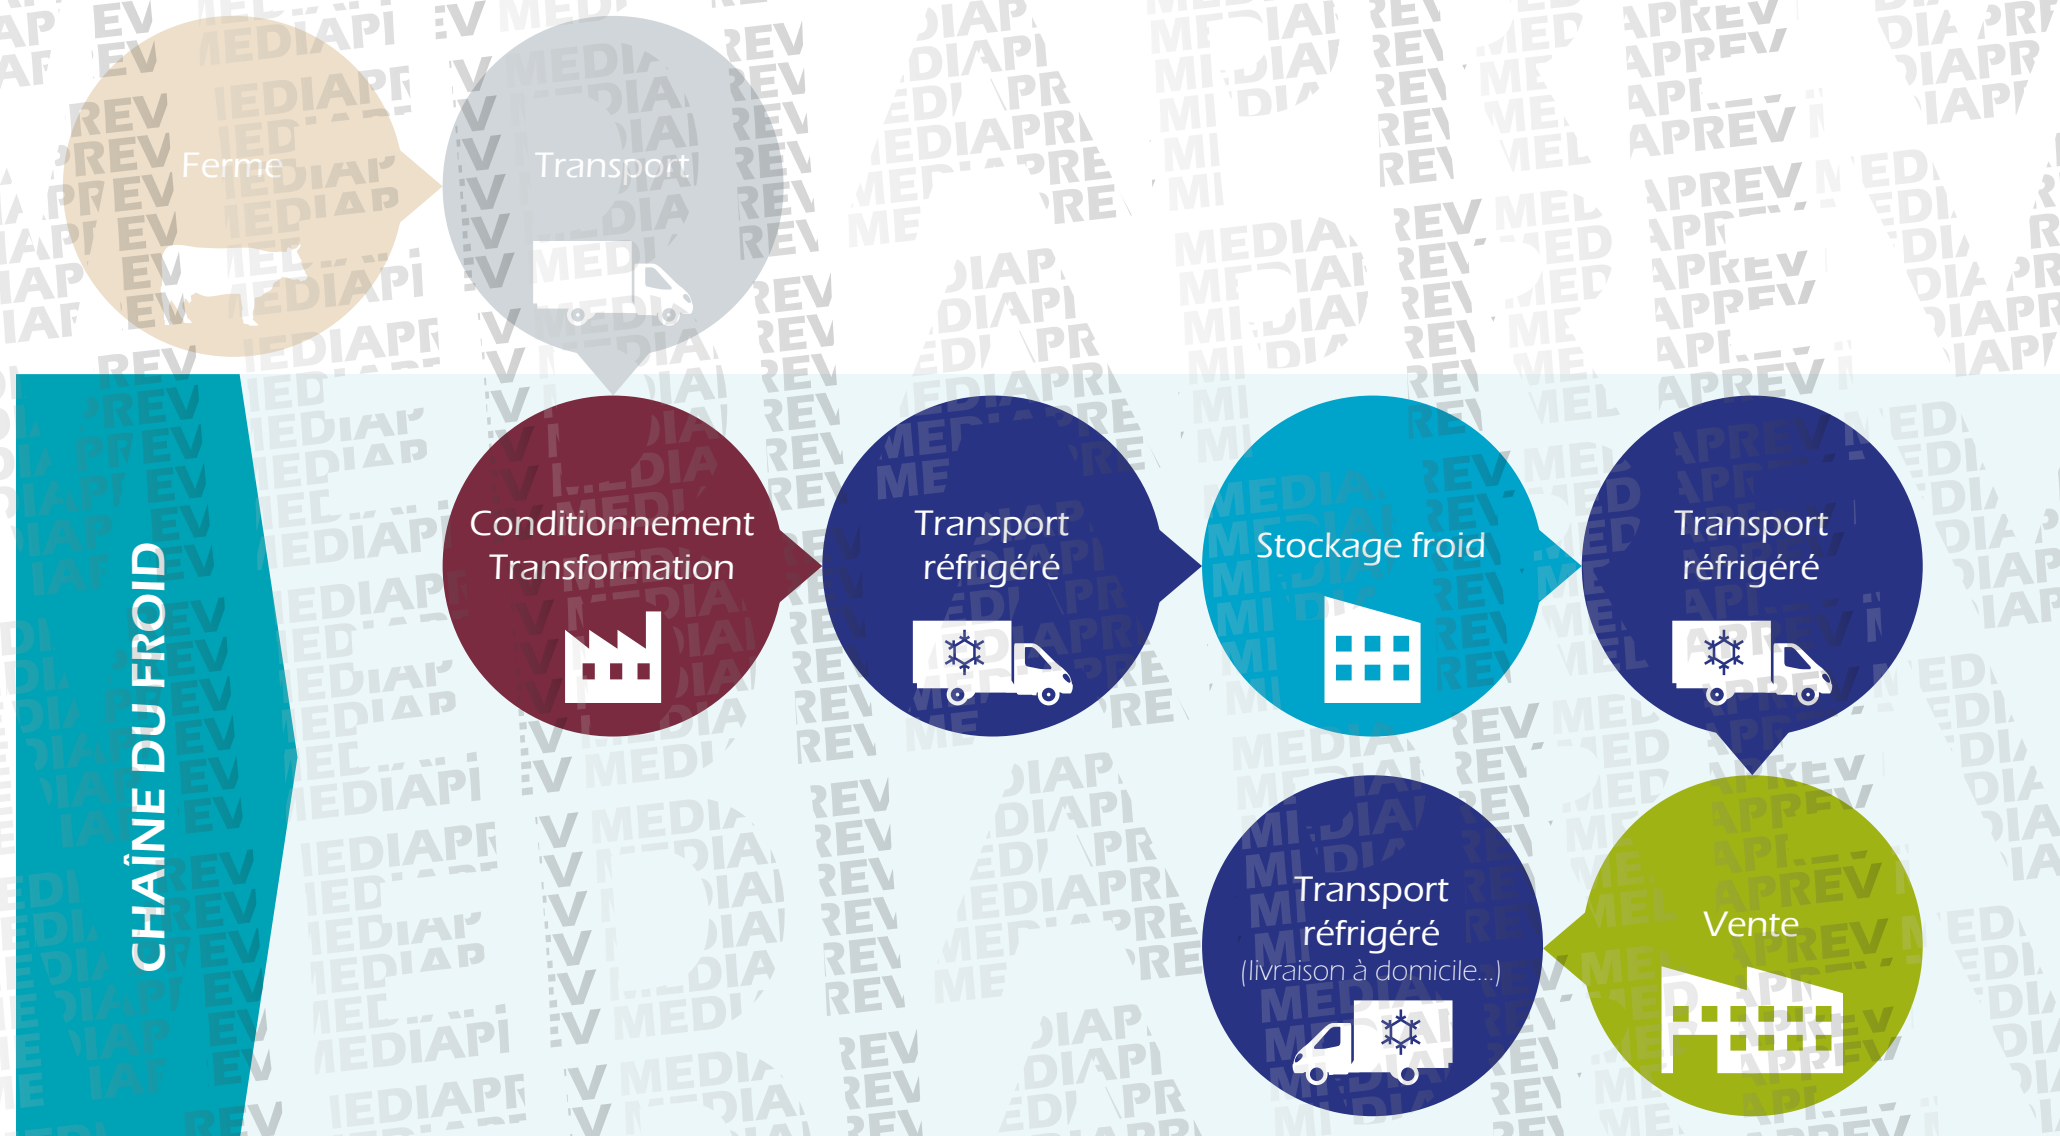 Ferme
Transport
CHAÎNE DU FROID
Conditionnement
Transformation
Transport
réfrigéré
Stockage froid
Transport
réfrigéré
Vente
Transport
réfrigéré
(livraison à domicile...)